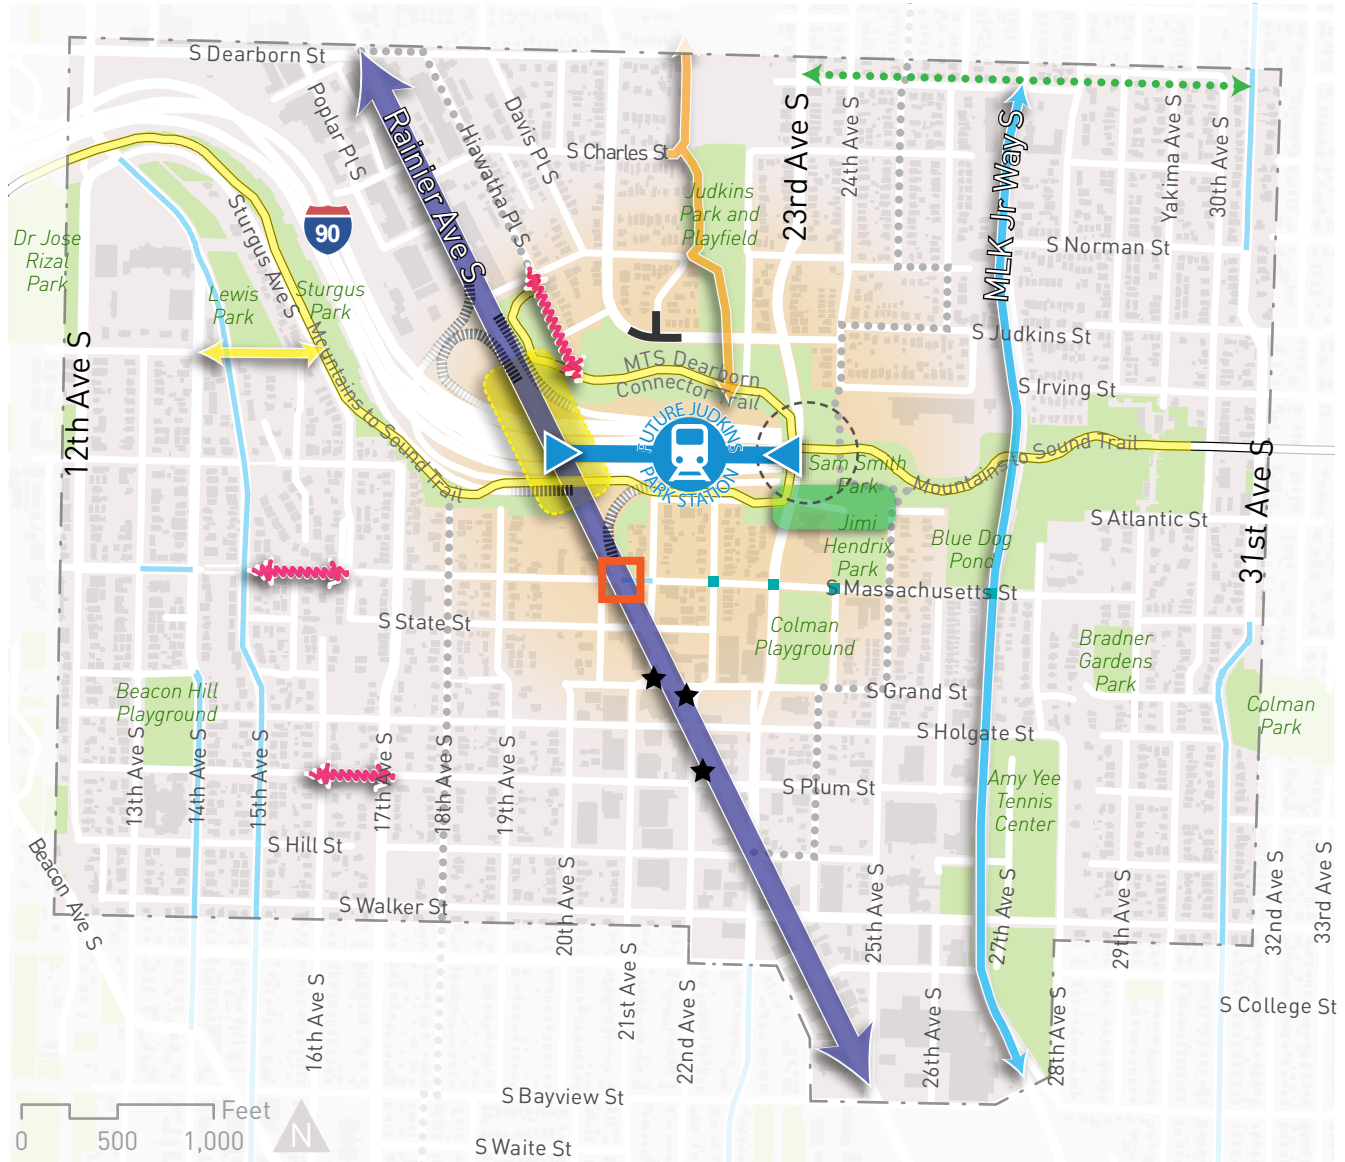 S Dearborn St
Poplar Pl S
Rainier Ave S
Hiawatha Pl S
Davis Pl S
S Charles St
Judkins
Park and
Playfield
23rd Ave S
24th Ave S
MLK Jr Way S
Yakima Ave S
30th Ave S
S Norman St
Dr Jose
Rizal
Park
Sturgus Ave S
90
Lewis
Park
Sturgus
Park
12th Ave S
Mountains to Sound Trail
MTS Dearborn
Connector Trail
S Judkins St
S Irving St
FUTURE JUDKINS
PARK STATION
Sam Smith
Park
Mountains to Sound Trail
31st Ave S
Jimi
Hendrix
Park
Blue Dog
Pond
S Atlantic St
S Massachusetts St
S State St
Colman
Playground
Bradner
Gardens
Park
Beacon Hill
Playground
S Grand St
Colman
Park
S Holgate St
13th Ave S
14th Ave S
15th Ave S
17th Ave S
18th Ave S
19th Ave S
S Plum St
Amy Yee
Tennis
Center
S Hill St
Beacon Ave S
S Walker St
20th Ave S
25th Ave S
27th Ave S
29th Ave S
32nd Ave S
33rd Ave S
16th Ave S
21st Ave S
22nd Ave S
26th Ave S
28th Ave S
S College St
S Bayview St
S Waite St
Feet
0 500 1,000
N